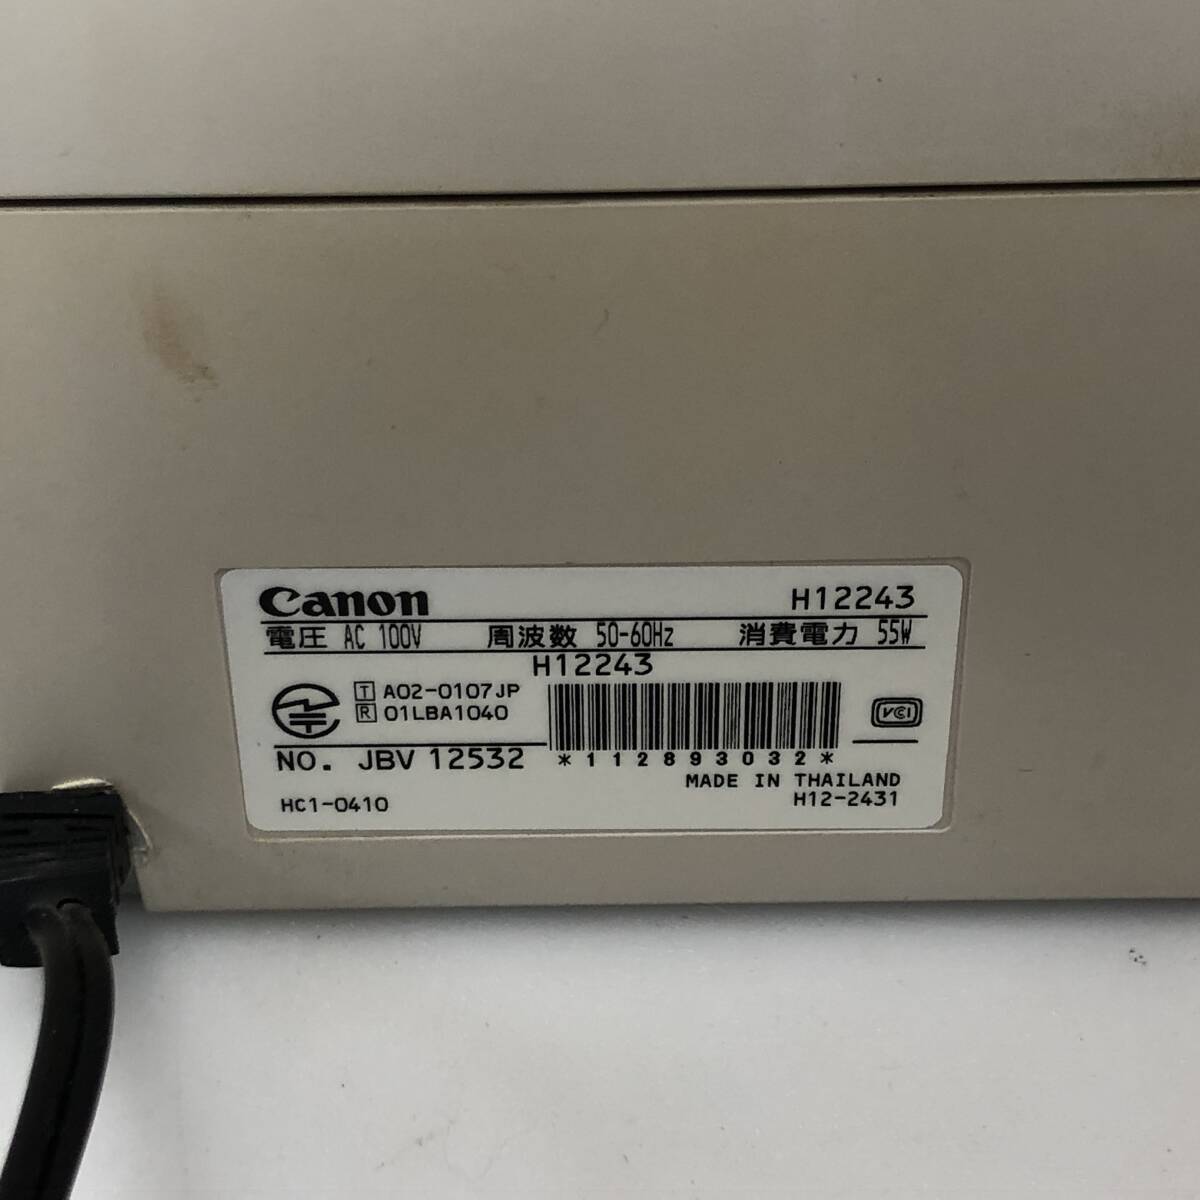 Canon H12243
電圧 AC 100V 周波数 50-60Hz 消費電力 55W
H12243
T A02-0107JP
R 01LBA1040
VCI
NO. JBV 12532 *112893032*
MADE IN THAILAND
HC1-0410 H12-2431